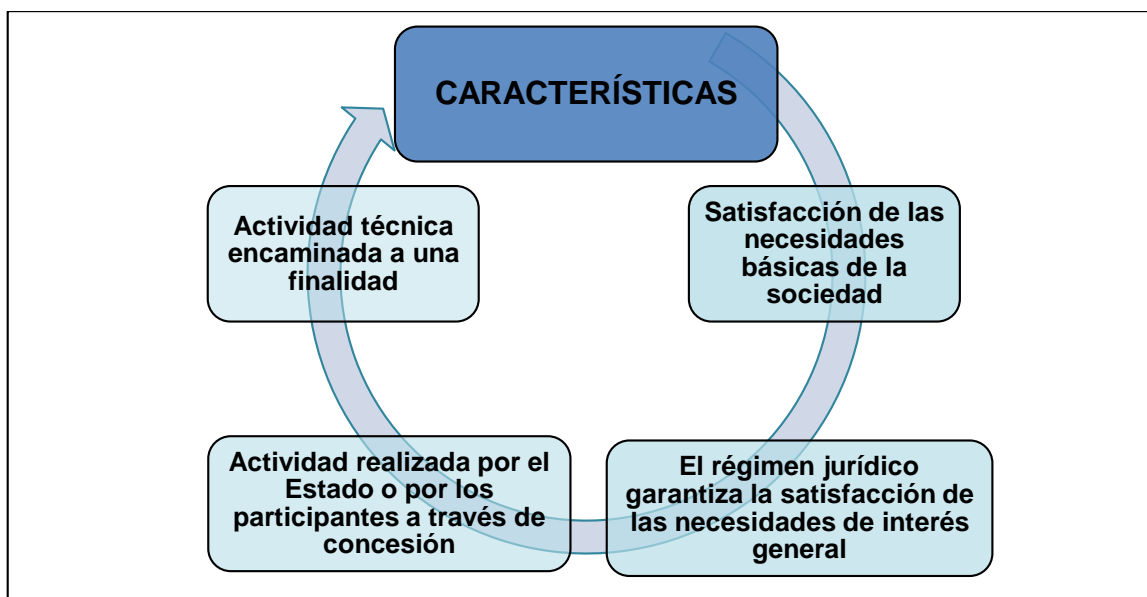 CARACTERÍSTICAS
Satisfacción de las
necesidades
básicas de la
sociedad
El régimen jurídico
garantiza la satisfacción de
las necesidades de interés
general
Actividad realizada por el
Estado o por los
participantes a través de
concesión
Actividad técnica
encaminada a una
finalidad